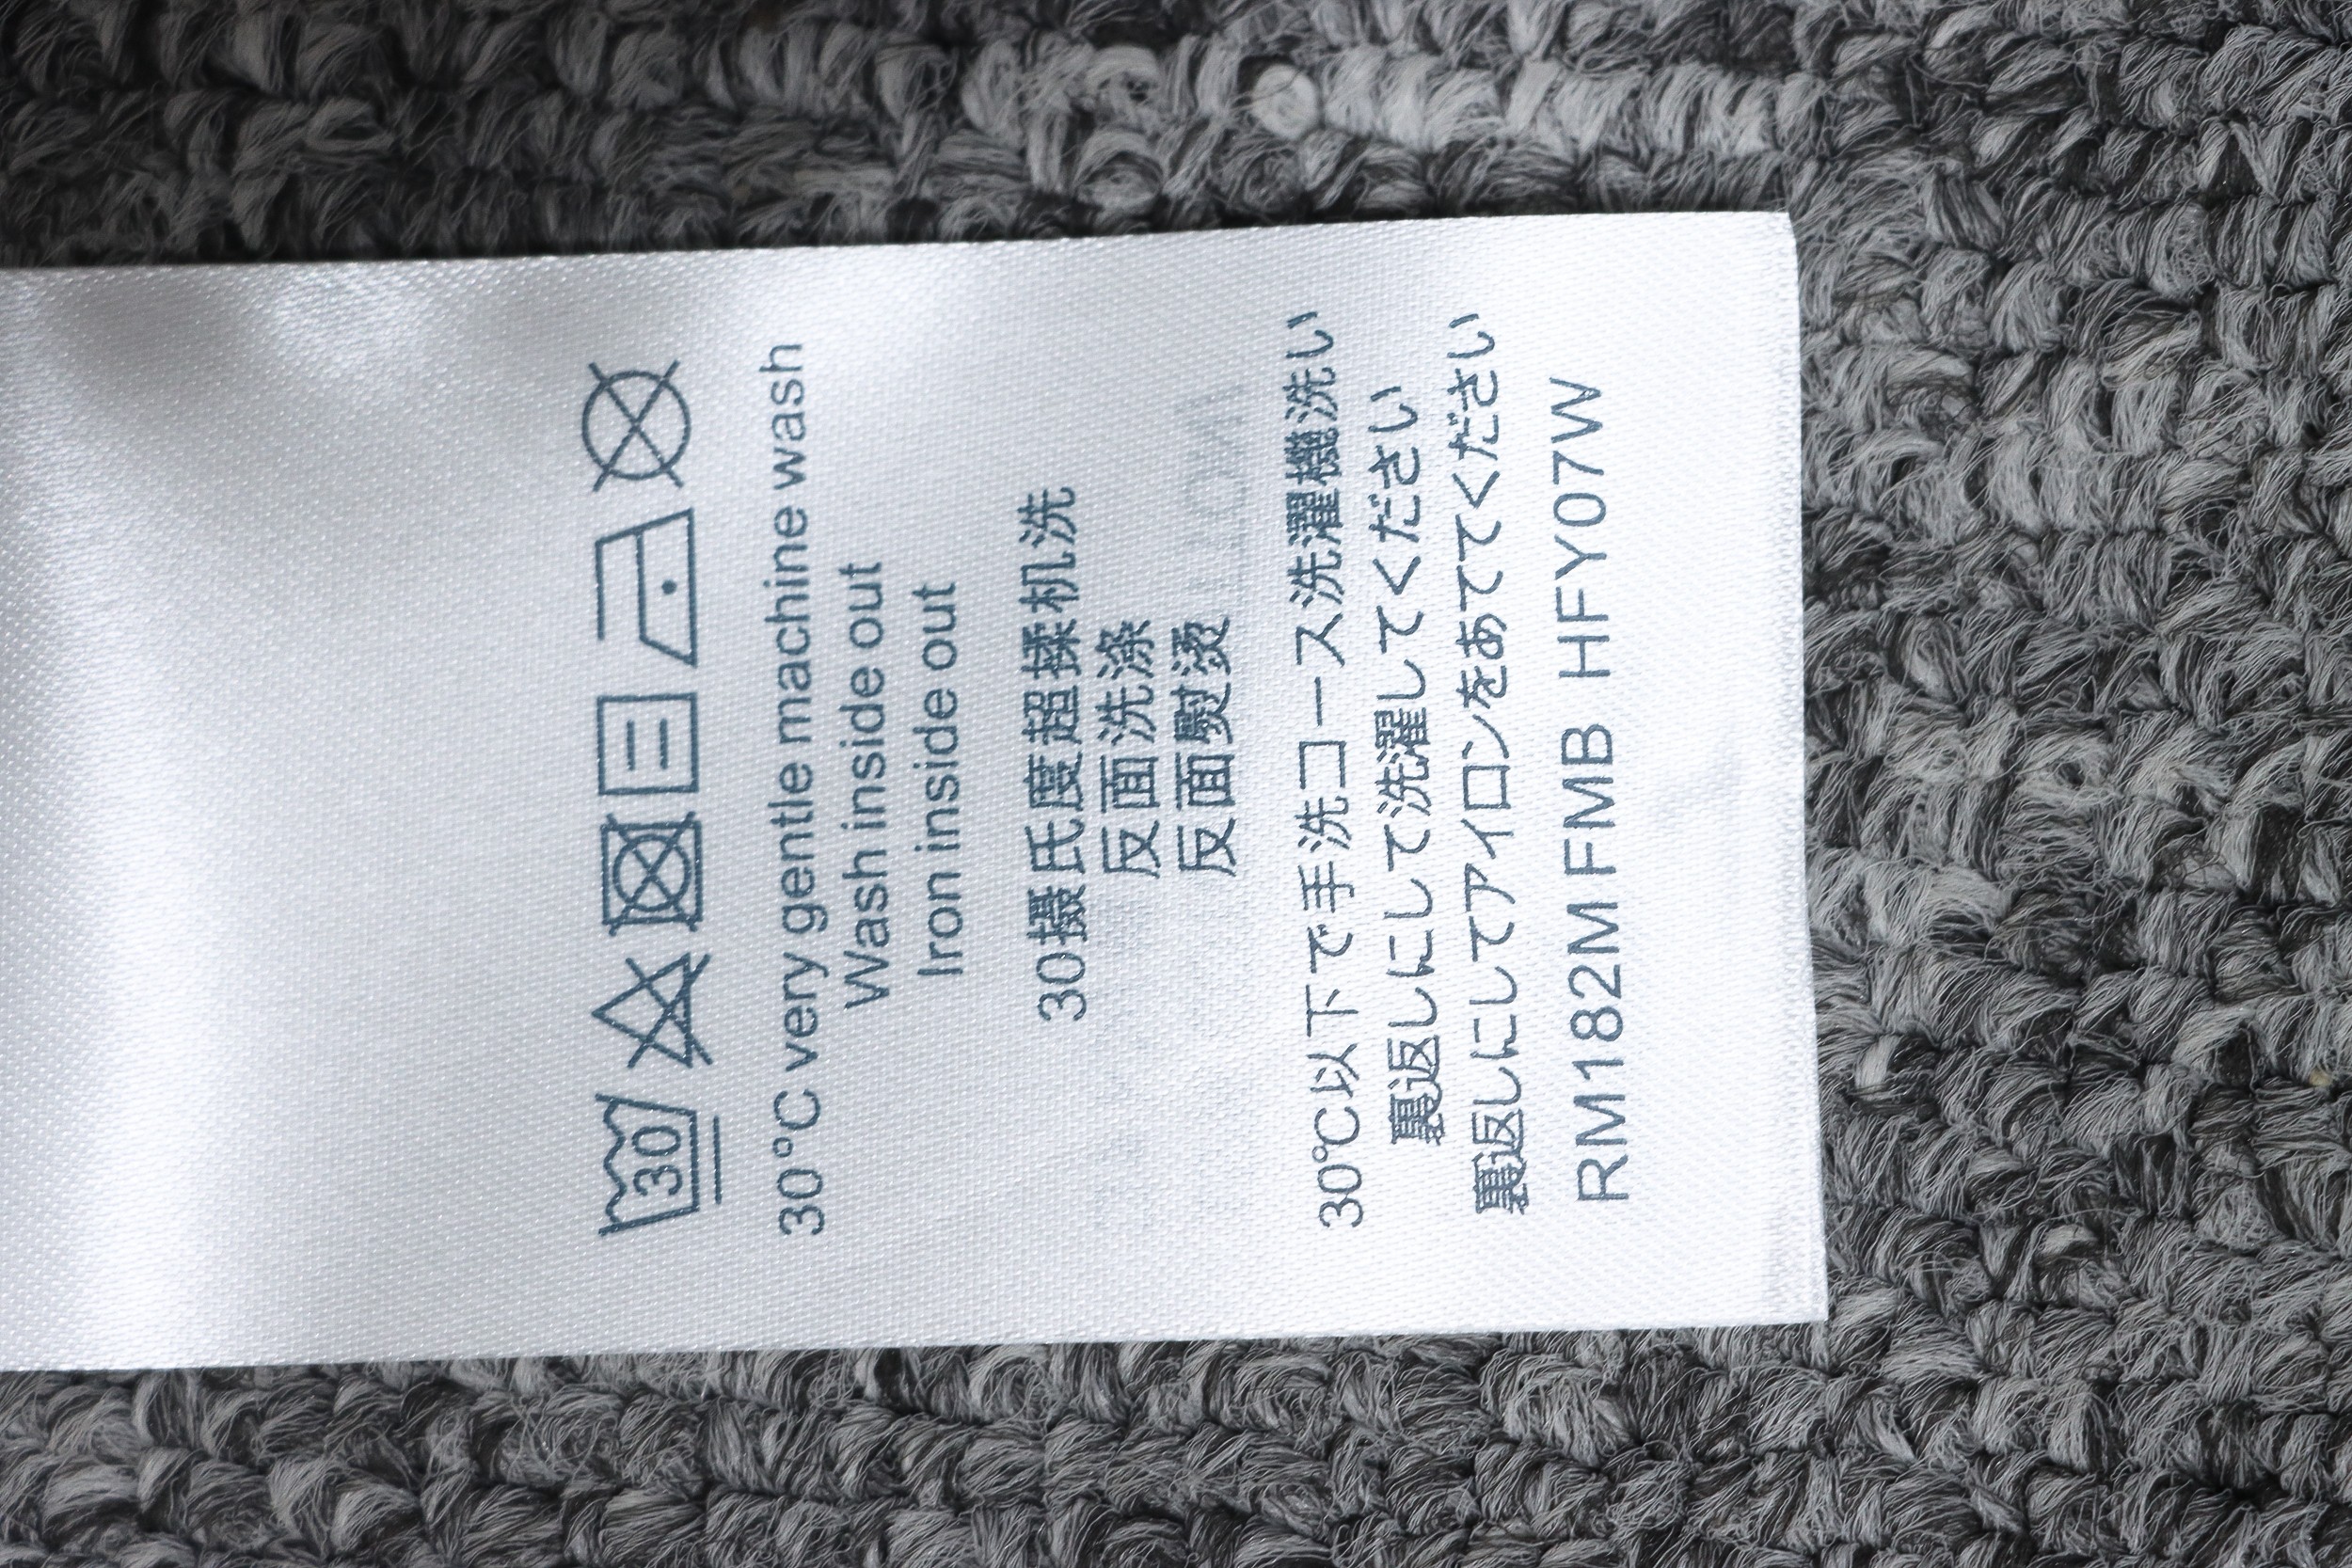 30
30°C very gentle machine wash
Wash inside out
Iron inside out
30摄氏度超揉机洗
反面洗涤
反面熨烫
30℃以下で手洗コース洗濯機洗い
裏返しにして洗濯してください
裏返しにしてアイロンをあててください
RM182M FMB HFY07W